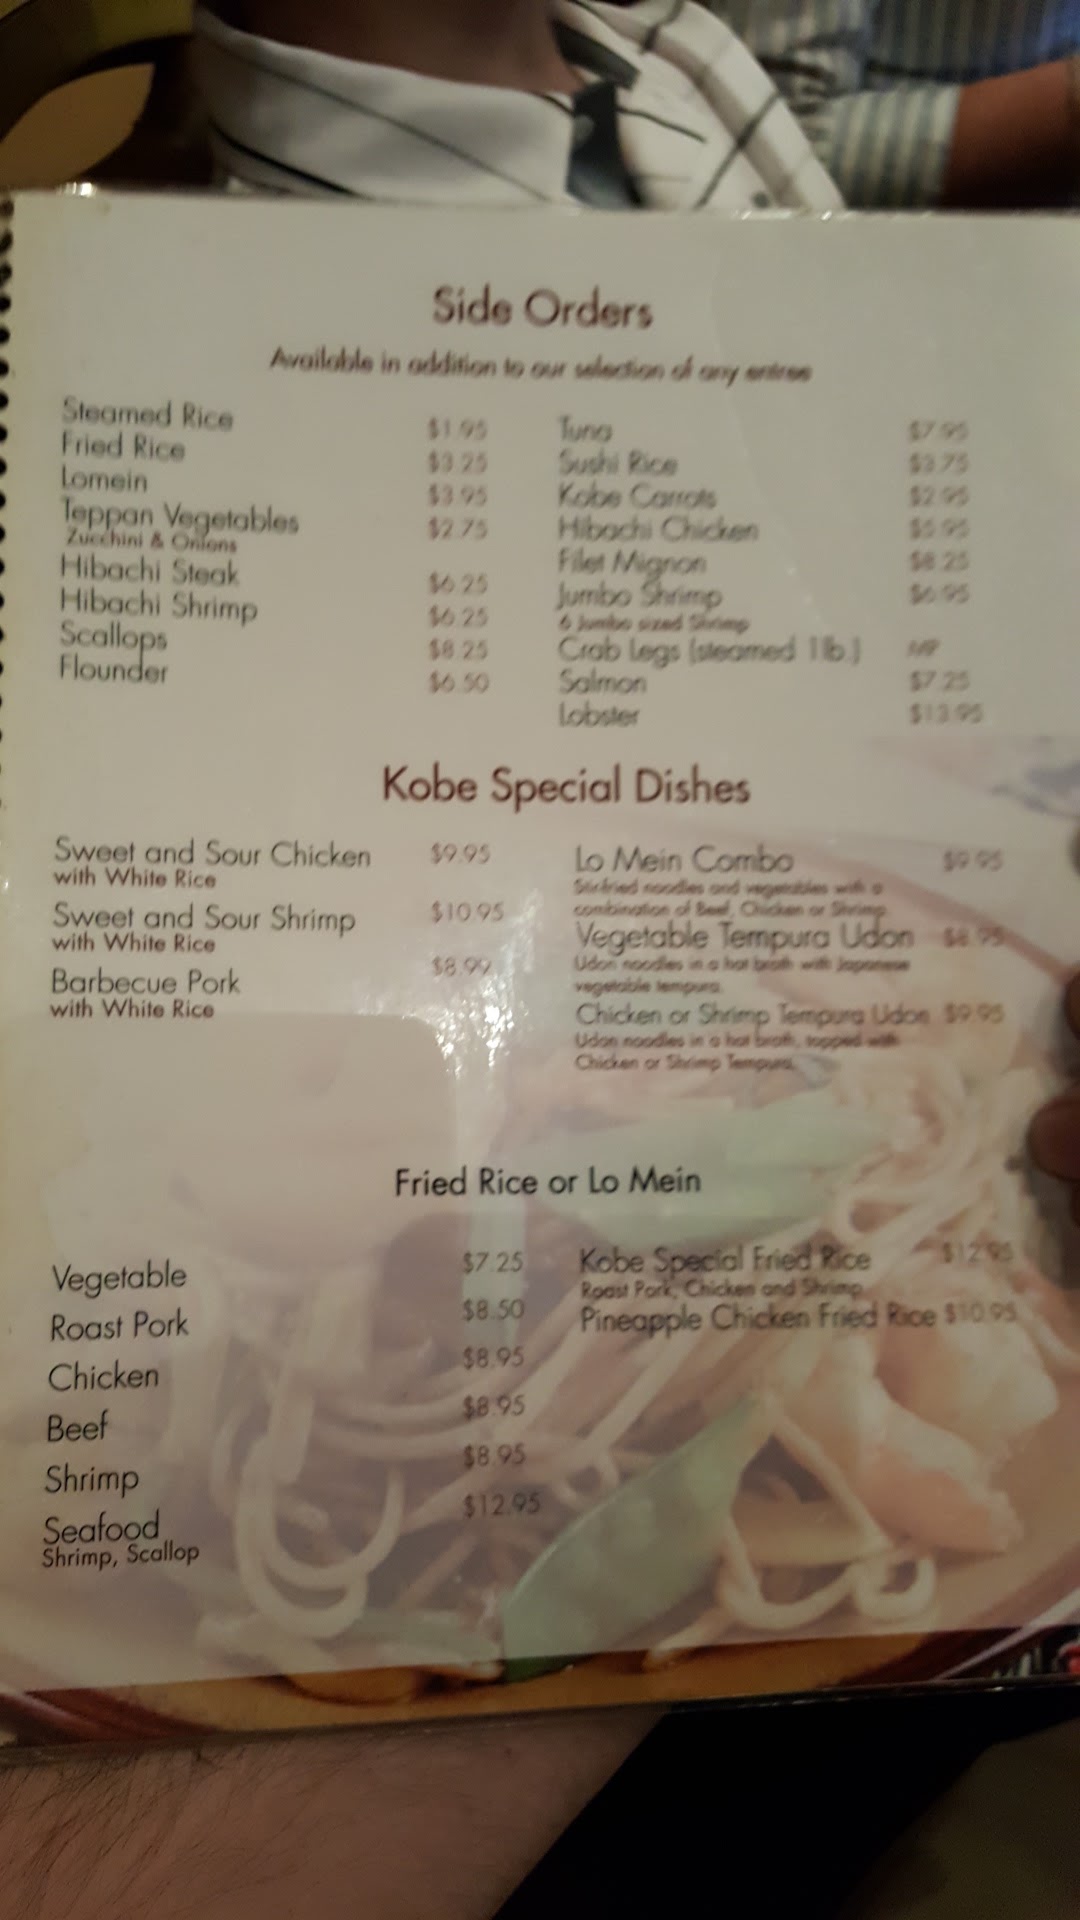 Side Orders
Available in addition to our selection of any entree
Steamed Rice $1.95
Fried Rice $3.25
Lomein $3.95
Teppan Vegetables $2.75
Zucchini & Onions
Hibachi Steak $6.25
Hibachi Shrimp $6.25
Scallops $8.25
Flounder $6.50
Tuna $7.95
Sushi Rice $3.75
Kobe Carrots $2.95
Hibachi Chicken $5.95
Filet Mignon $8.25
Jumbo Shrimp $6.95
6 Jumbo sized Shrimp
Crab Legs (steamed 1 lb.) MP
Salmon $7.25
Lobster $13.95
Kobe Special Dishes
Sweet and Sour Chicken $9.95
with White Rice
Sweet and Sour Shrimp $10.95
with White Rice
Barbecue Pork $8.99
with White Rice
Lo Mein Combo $9.95
Stirfried noodles and vegetables with a
combination of Beef, Chicken or Shrimp
Vegetable Tempura Udon $8.95
Udon noodles in a hot broth with Japanese
vegetable tempura.
Chicken or Shrimp Tempura Udon $9.95
Udon noodles in a hot broth, topped with
Chicken or Shrimp Tempura.
Fried Rice or Lo Mein
Vegetable $7.25
Roast Pork $8.50
Chicken $8.95
Beef $8.95
Shrimp $8.95
Seafood $12.95
Shrimp, Scallop
Kobe Special Fried Rice $12.95
Roast Pork, Chicken and Shrimp
Pineapple Chicken Fried Rice $10.95